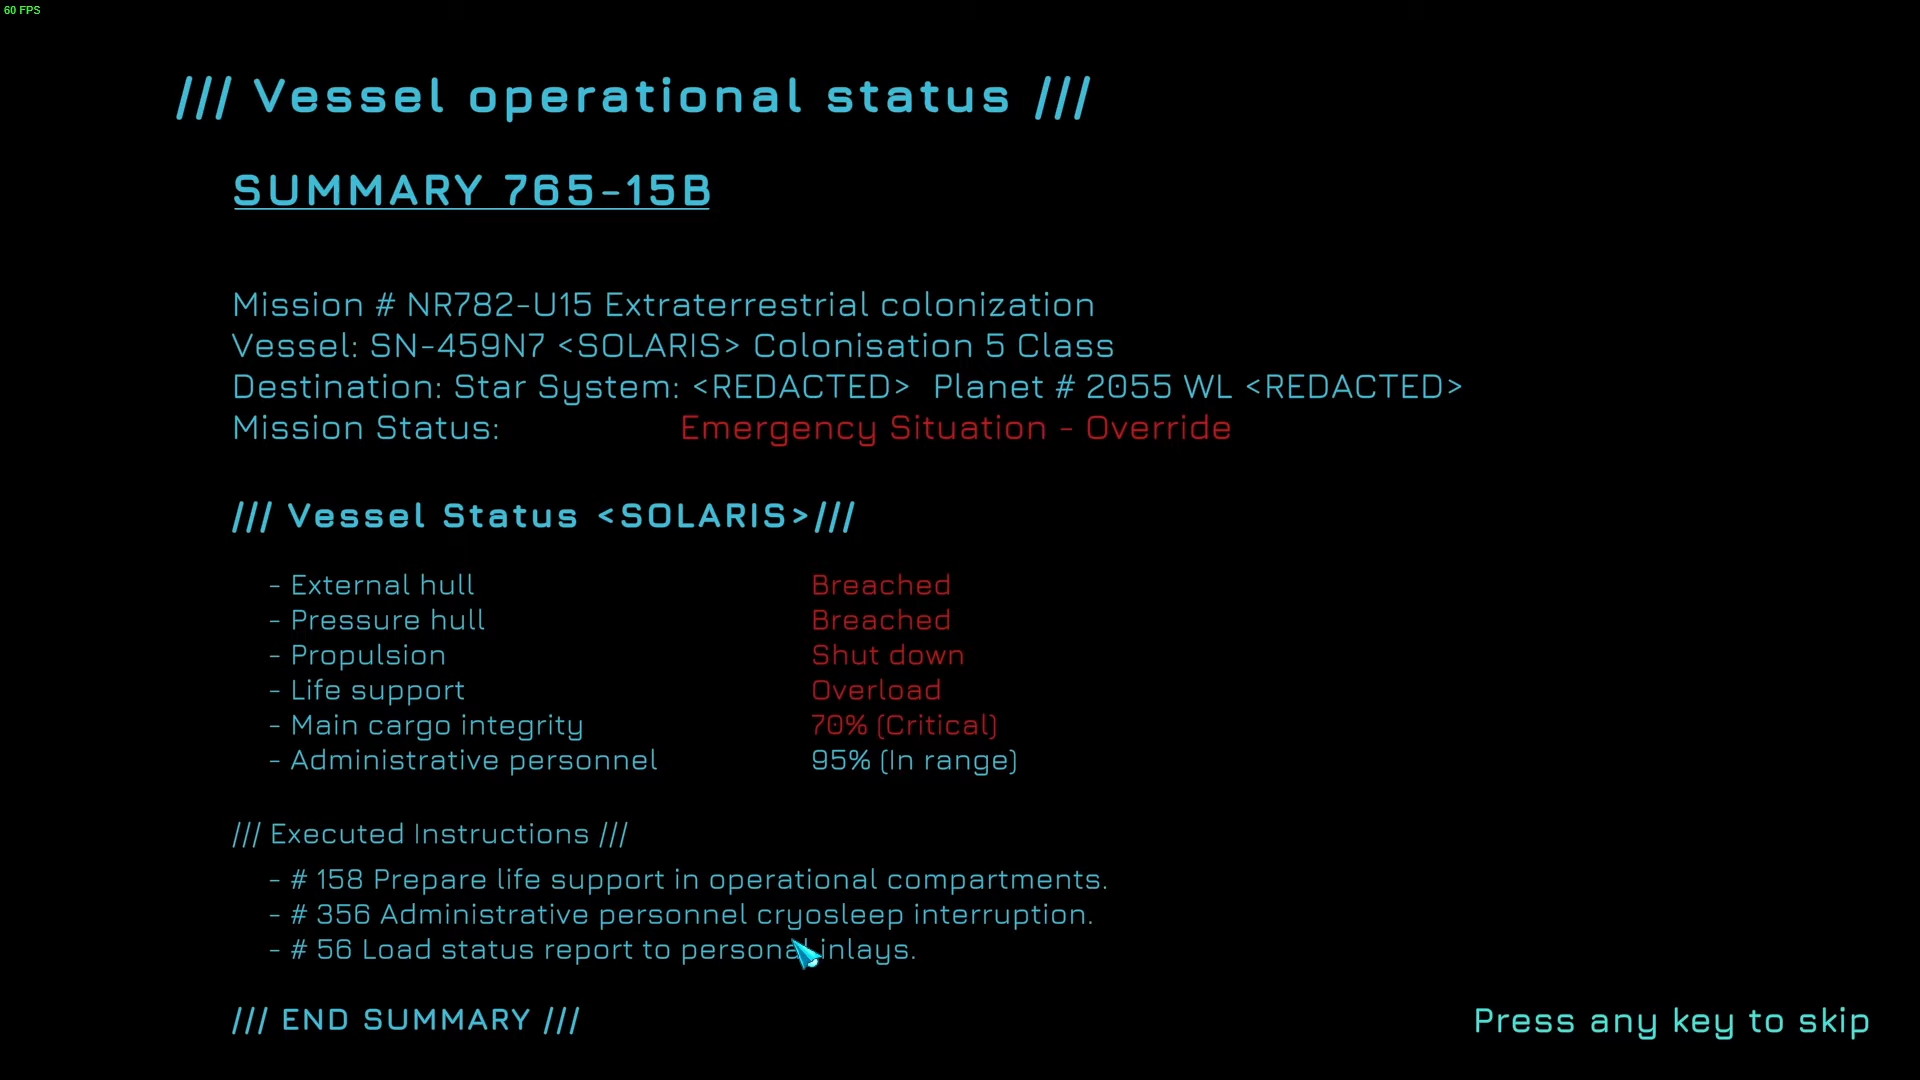 60 FPS
/// Vessel operational status ///
SUMMARY 765-15B
Mission # NR782-U15 Extraterrestrial colonization
Vessel: SN-459N7 <SOLARIS> Colonisation 5 Class
Destination: Star System: <REDACTED> Planet # 2055 WL <REDACTED>
Mission Status: Emergency Situation - Override
/// Vessel Status <SOLARIS>///
- External hull Breached
- Pressure hull Breached
- Propulsion Shut down
- Life support Overload
- Main cargo integrity 70% (Critical)
- Administrative personnel 95% (In range)
/// Executed Instructions ///
- # 158 Prepare life support in operational compartments.
- # 356 Administrative personnel cryosleep interruption.
- # 56 Load status report to personal inlays.
/// END SUMMARY ///
Press any key to skip